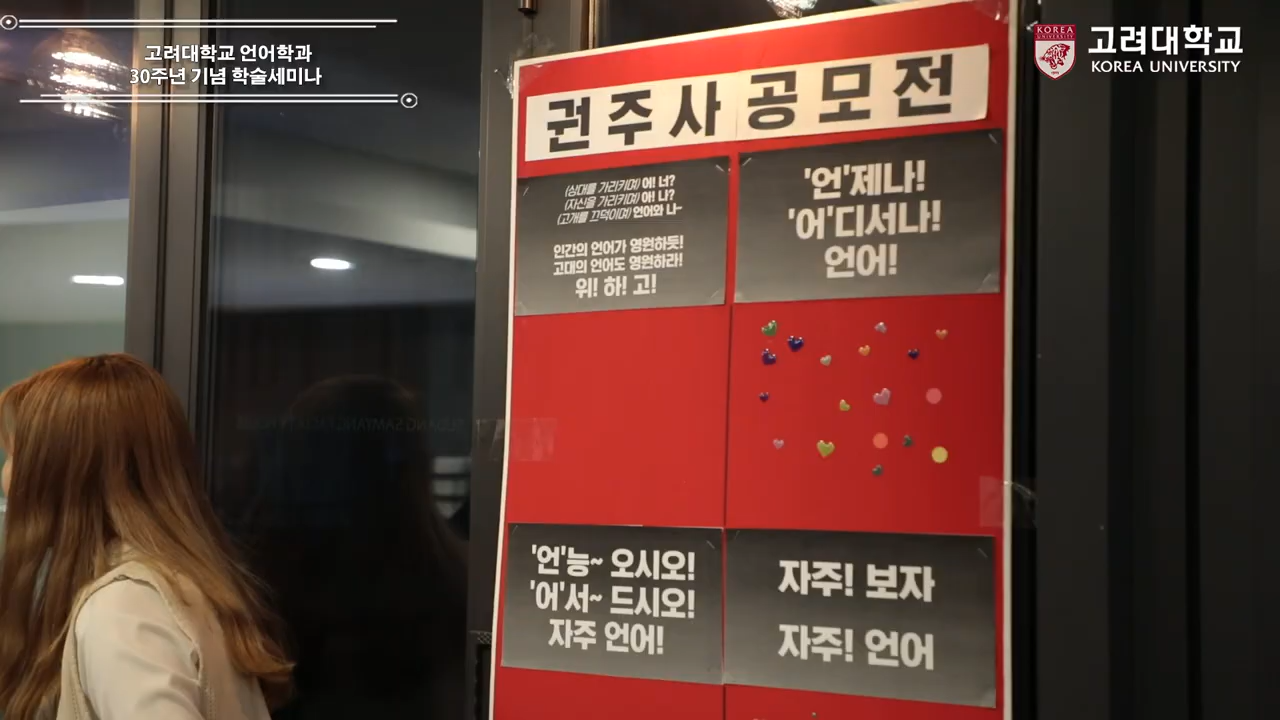 고려대학교 언어학과
30주년 기념 학술세미나
KOREA
UNIVERSITY
고려대학교
KOREA UNIVERSITY
권주사 공모전
(상대를 가리키며) 어! 너?
(자신을 가리키며) 아! 나?
(고개를 끄덕이며) 언어와 나~
인간의 언어가 영원하듯!
고대의 언어도 영원하라!
위! 하! 고!
'언'제나!
'어'디서나!
언어!
'언'능~ 오시오!
'어'서~ 드시오!
자주 언어!
자주! 보자
자주! 언어